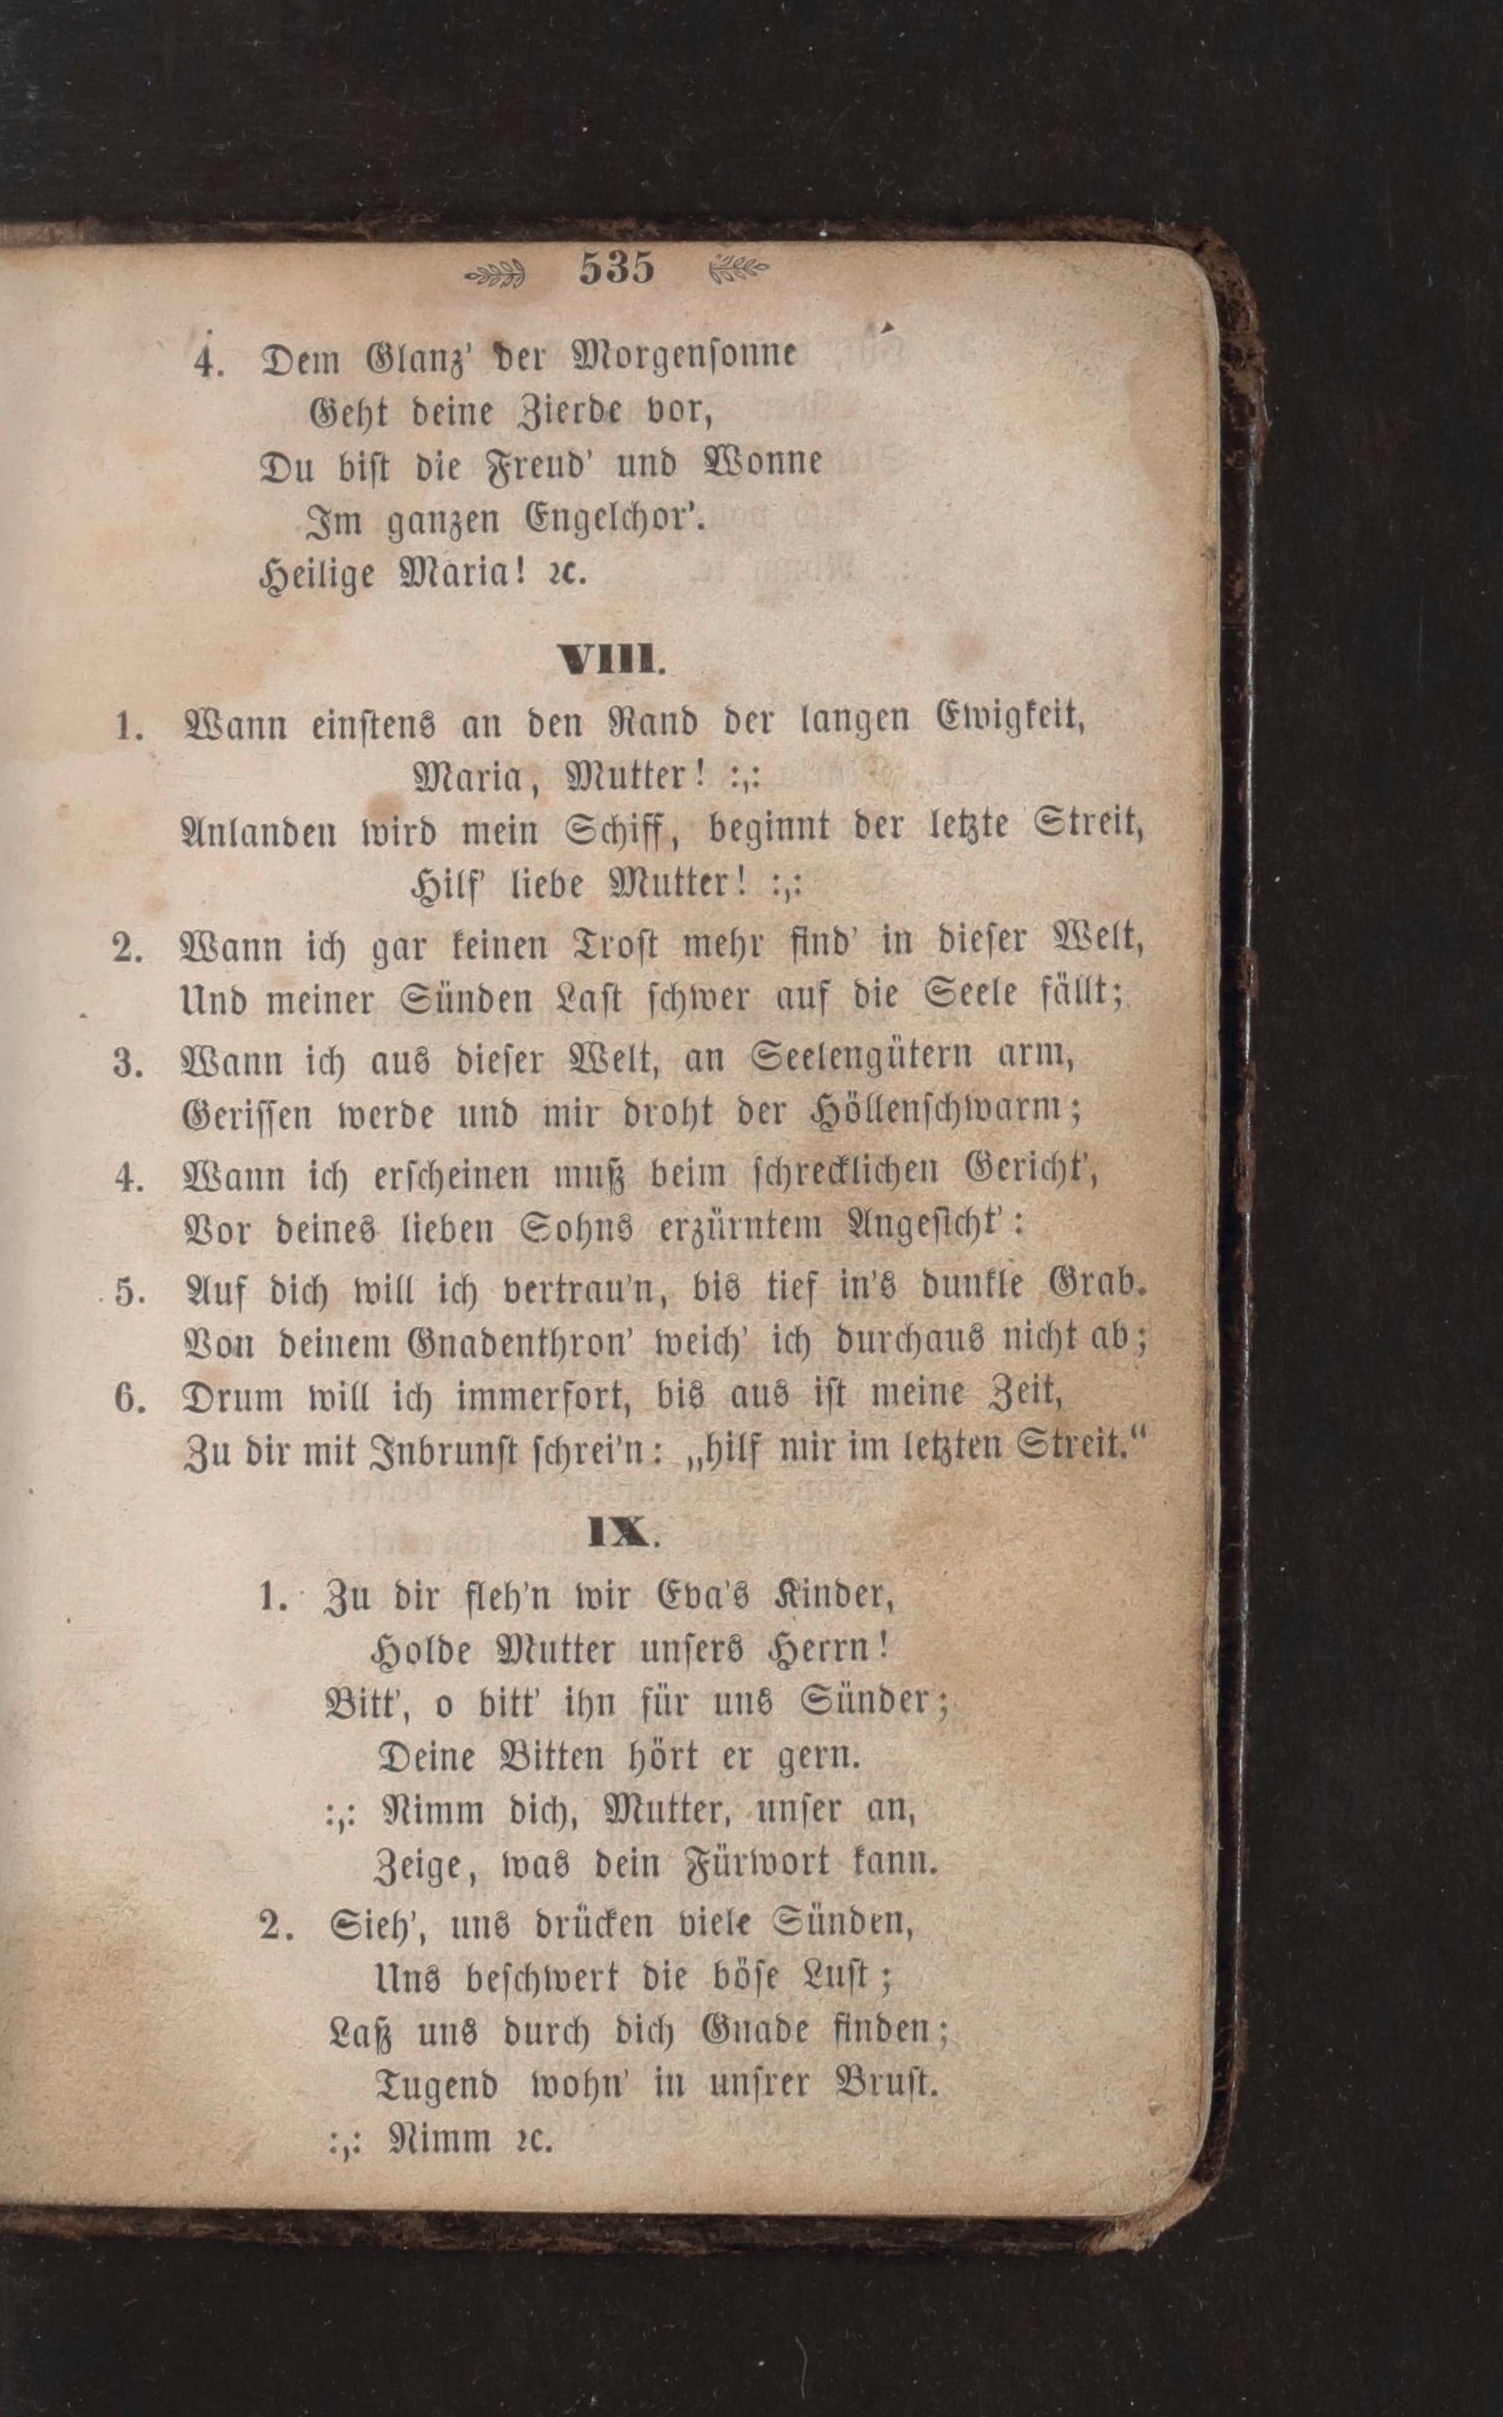 535
4. Dem Glanz' der Morgensonne
Geht deine Zierde vor,
Du bist die Freud' und Wonne
Im ganzen Engelchor'.
Heilige Maria! ꝛc.
VIII.
1. Wann einstens an den Rand der langen Ewigkeit,
Maria, Mutter! :,:
Anlanden wird mein Schiff, beginnt der letzte Streit,
Hilf' liebe Mutter! :,:
2. Wann ich gar keinen Trost mehr find' in dieser Welt,
Und meiner Sünden Last schwer auf die Seele fällt;
3. Wann ich aus dieser Welt, an Seelengütern arm,
Gerissen werde und mir droht der Höllenschwarm;
4. Wann ich erscheinen muß beim schrecklichen Gericht',
Vor deines lieben Sohns erzürntem Angesicht':
5. Auf dich will ich vertrau'n, bis tief in's dunkle Grab.
Von deinem Gnadenthron' weich' ich durchaus nicht ab;
6. Drum will ich immerfort, bis aus ist meine Zeit,
Zu dir mit Inbrunst schrei'n: „hilf mir im letzten Streit.“
IX.
1. Zu dir fleh'n wir Eva's Kinder,
Holde Mutter unsers Herrn!
Bitt', o bitt' ihn für uns Sünder;
Deine Bitten hört er gern.
:,: Nimm dich, Mutter, unser an,
Zeige, was dein Fürwort kann.
2. Sieh', uns drücken viele Sünden,
Uns beschwert die böse Lust;
Laß uns durch dich Gnade finden;
Tugend wohn' in unsrer Brust.
:,: Nimm ꝛc.